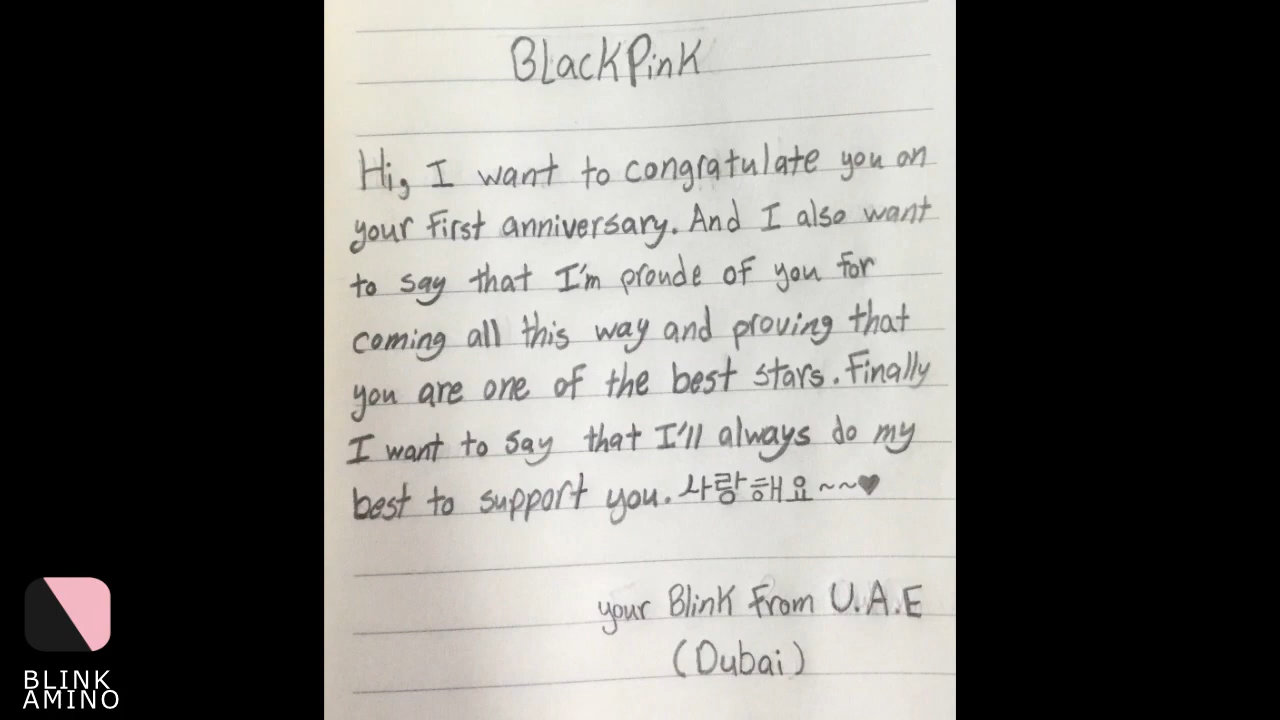 BLackPink
Hi, I want to congratulate you on
your first anniversary. And I also want
to say that I'm proude of you for
coming all this way and proving that
you are one of the best stars. Finally
I want to say that I'll always do my
best to support you. 사랑해요~~♥
your Blink From U.A.E
(Dubai)
BLINK
AMINO